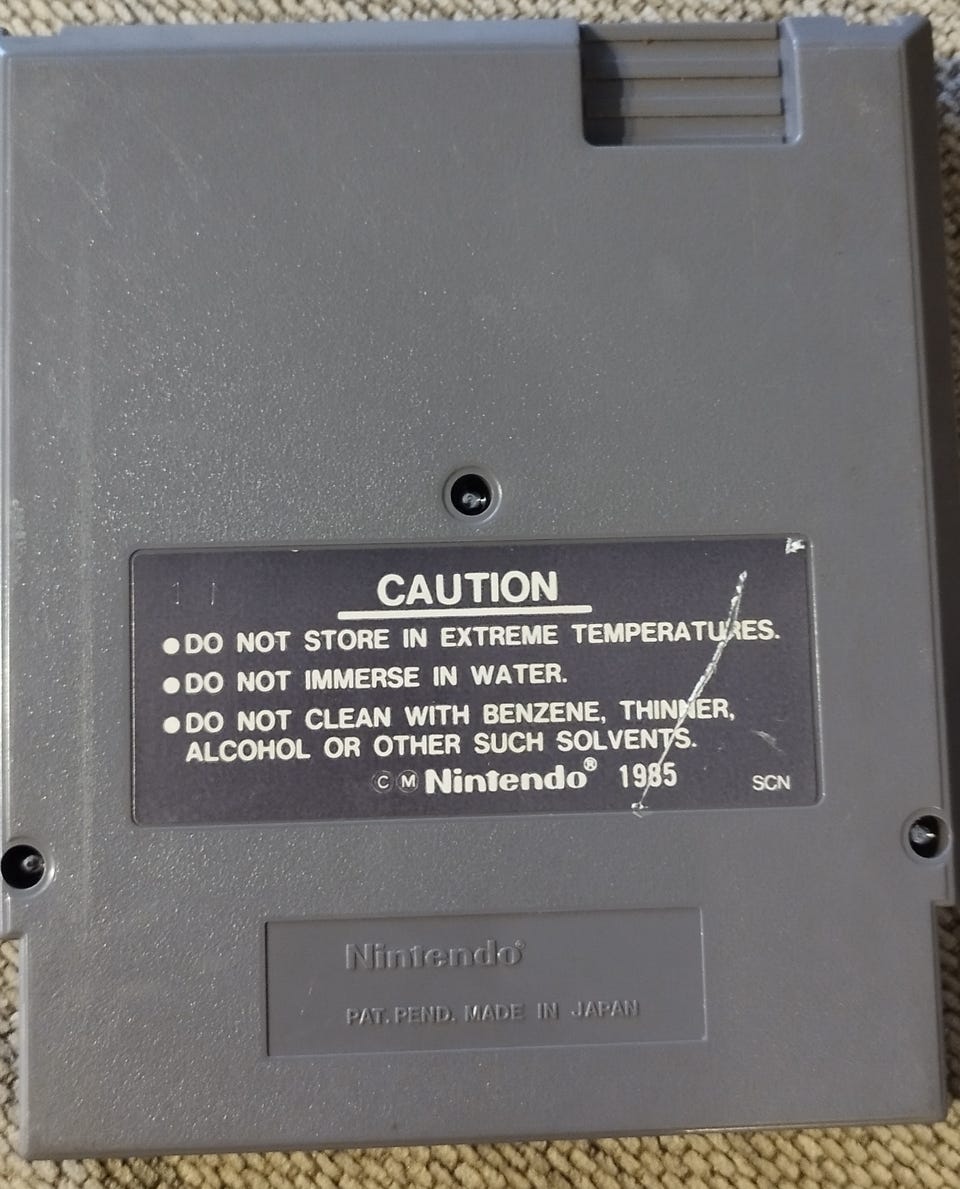 CAUTION
●DO NOT STORE IN EXTREME TEMPERATURES.
●DO NOT IMMERSE IN WATER.
●DO NOT CLEAN WITH BENZENE, THINNER,
ALCOHOL OR OTHER SUCH SOLVENTS.
ⒸⓂNintendo® 1985 SCN
Nintendo®
PAT. PEND. MADE IN JAPAN